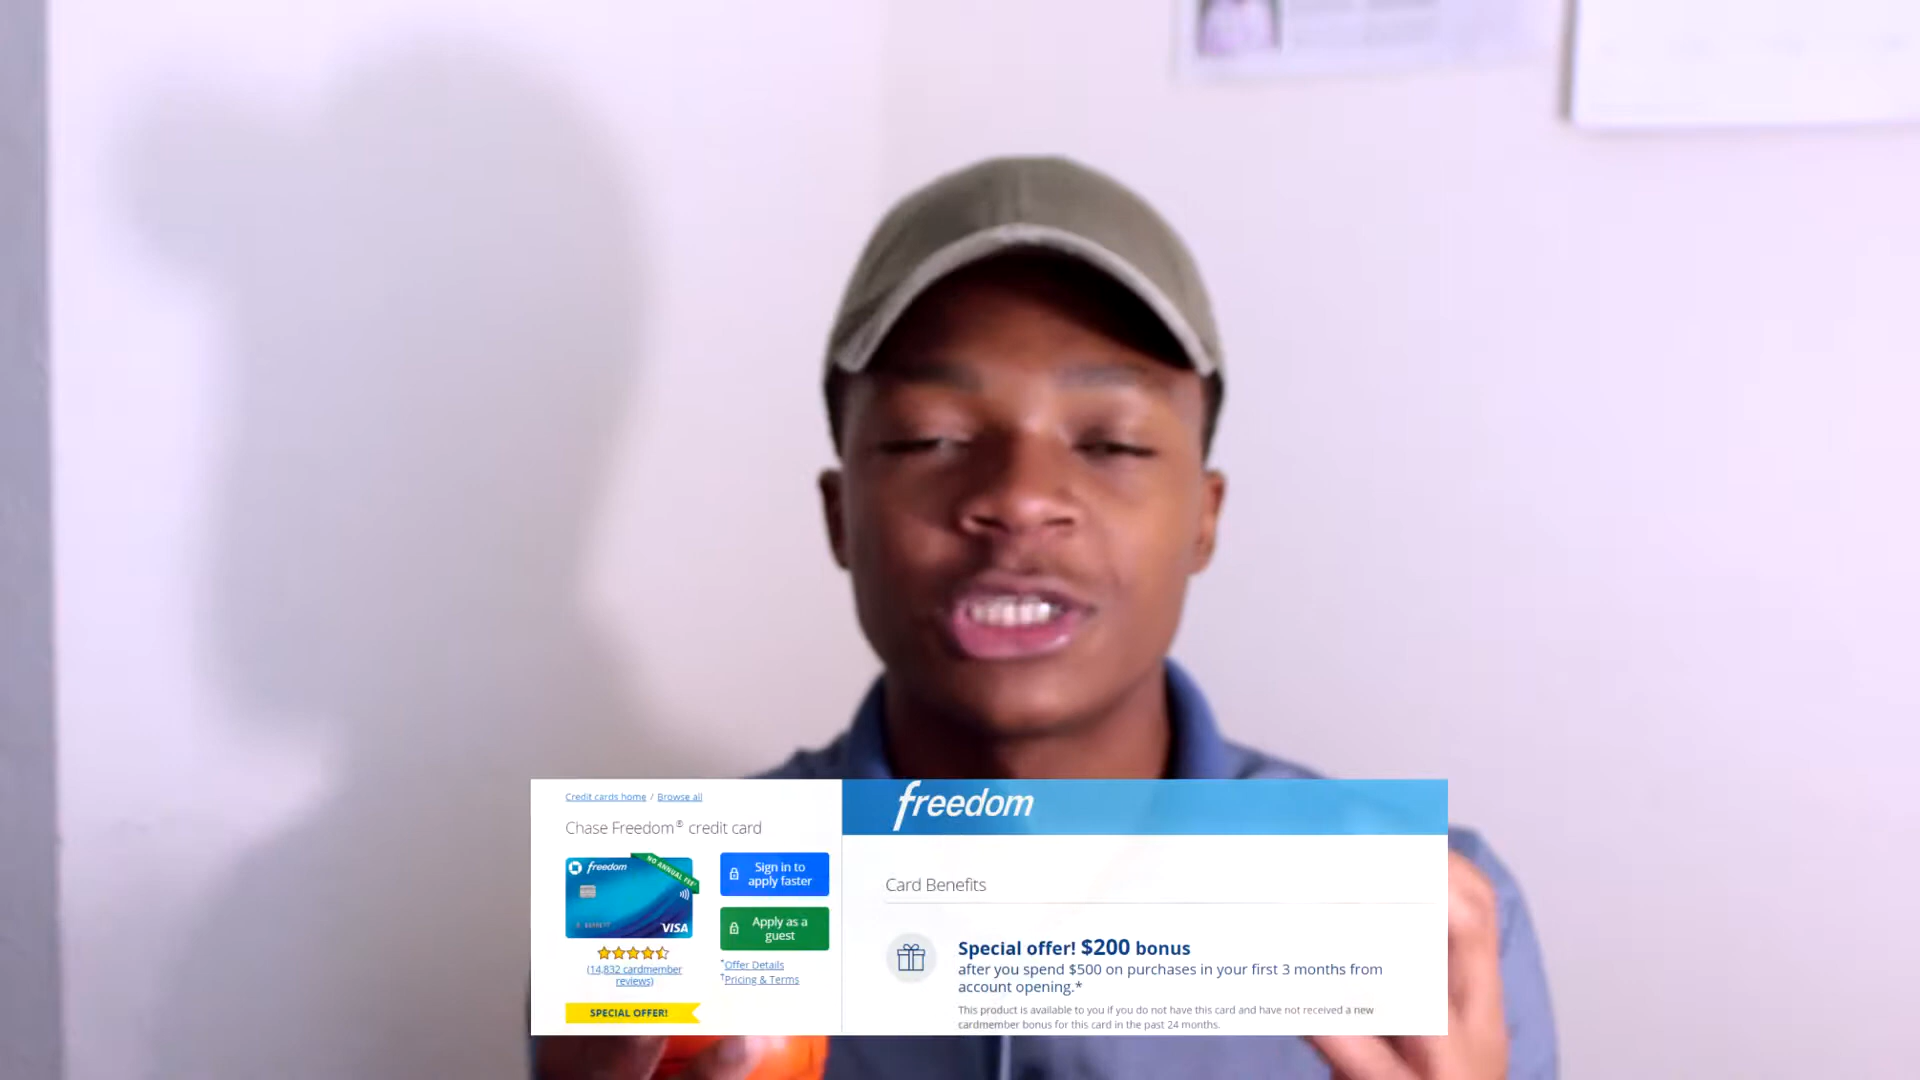 Credit cards home / Browse all
Chase Freedom® credit card
freedom
NO ANNUAL FEE
VISA
Sign in to
apply faster
Apply as a
guest
(14,832 cardmember
reviews)
*Offer Details
†Pricing & Terms
SPECIAL OFFER!
freedom
Card Benefits
Special offer! $200 bonus
after you spend $500 on purchases in your first 3 months from
account opening.*
This product is available to you if you do not have this card and have not received a new
cardmember bonus for this card in the past 24 months.